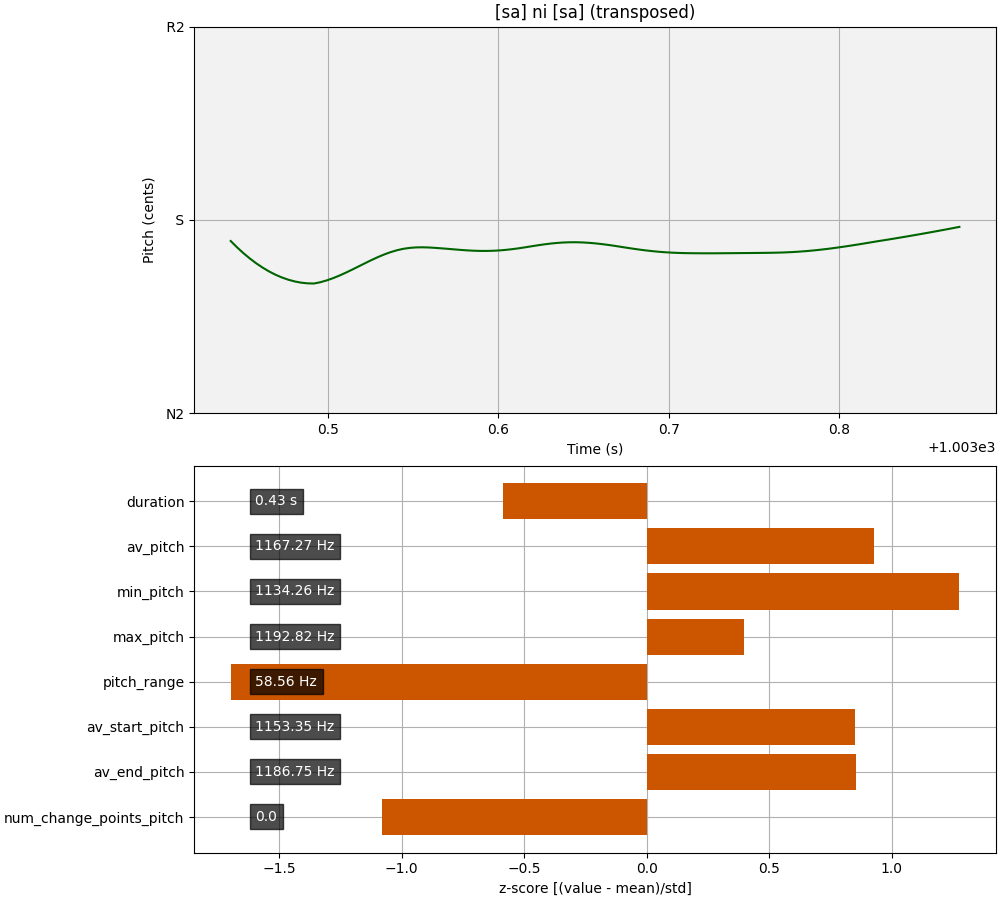 [sa] ni [sa] (transposed)
R2
S
N2
Pitch (cents)
0.5 0.6 0.7 0.8
Time (s)
+1.003e3
duration 0.43 s
av_pitch 1167.27 Hz
min_pitch 1134.26 Hz
max_pitch 1192.82 Hz
pitch_range 58.56 Hz
av_start_pitch 1153.35 Hz
av_end_pitch 1186.75 Hz
num_change_points_pitch 0.0
−1.5 −1.0 −0.5 0.0 0.5 1.0
z-score [(value - mean)/std]